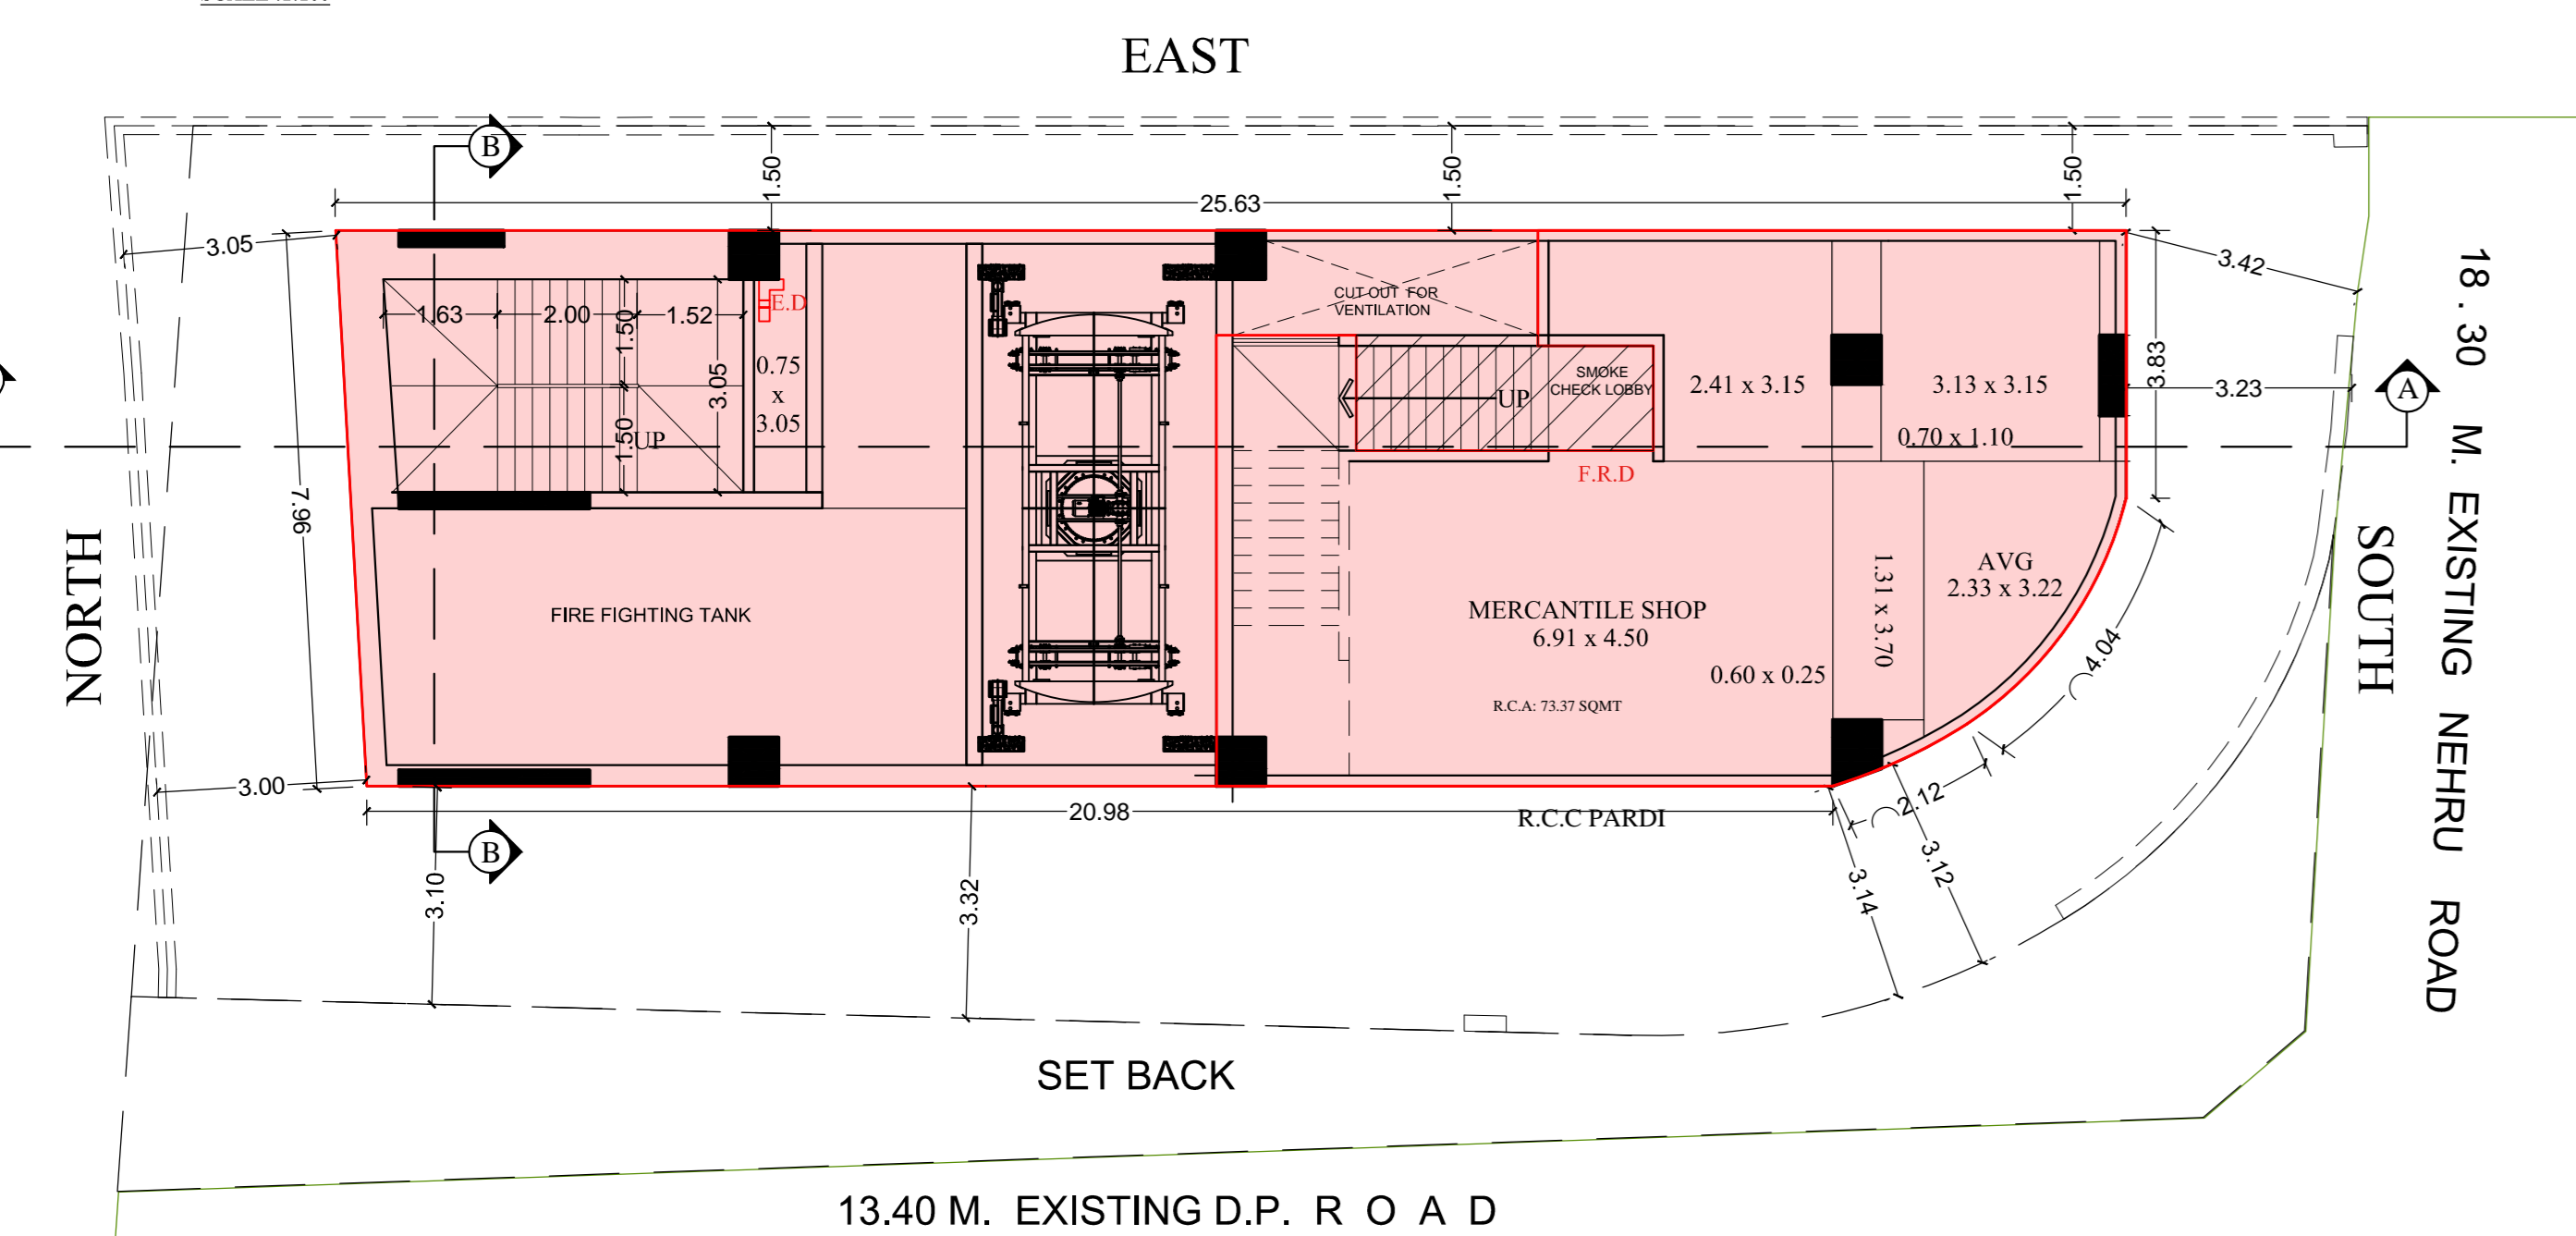 EAST
B
1.50
1.50
1.50
25.63
3.05
3.42
1.63
2.00
1.52
1.50
3.05
1.50
UP
E.D
0.75
x
3.05
CUT OUT FOR
VENTILATION
SMOKE
CHECK LOBBY
UP
2.41 x 3.15
3.13 x 3.15
0.70 x 1.10
3.83
3.23
A
F.R.D
7.96
NORTH
FIRE FIGHTING TANK
MERCANTILE SHOP
6.91 x 4.50
0.60 x 0.25
R.C.A: 73.37 SQMT
1.31 x 3.70
AVG
2.33 x 3.22
4.04
SOUTH
18.30 M. EXISTING NEHRU ROAD
3.00
20.98
R.C.C PARDI
2.12
B
3.10
3.32
3.14
3.12
SET BACK
13.40 M. EXISTING D.P. R O A D